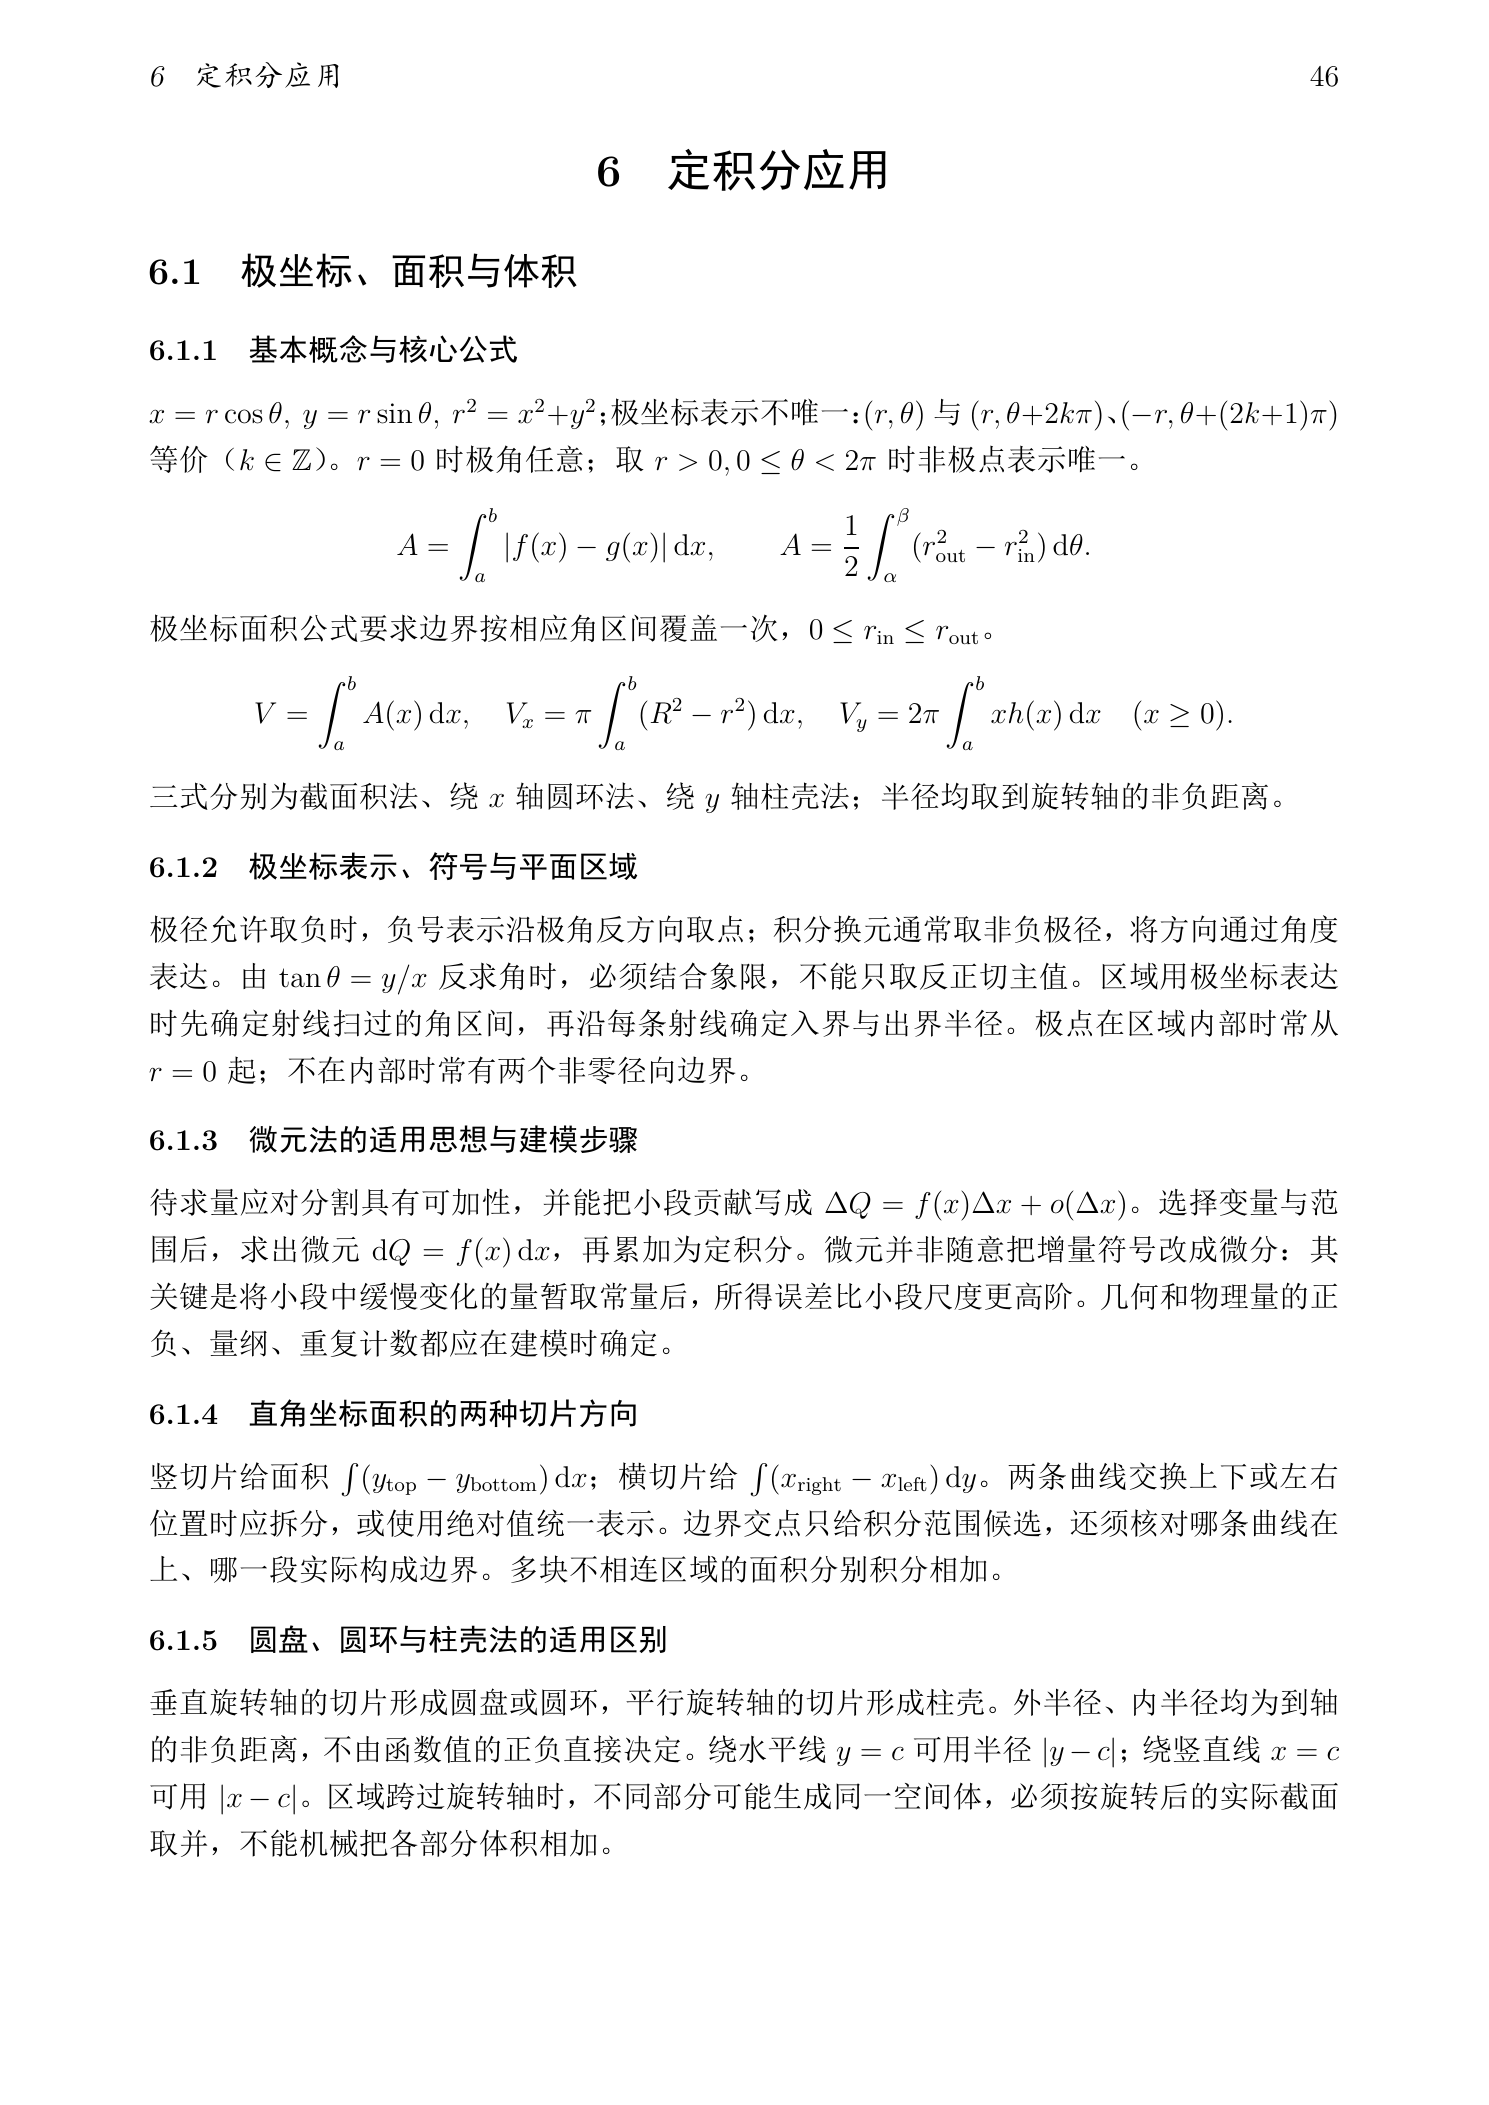 6 定积分应用 46
6 定积分应用
6.1 极坐标、面积与体积
6.1.1 基本概念与核心公式
x = r cos θ, y = r sin θ, r² = x²+y²；极坐标表示不唯一：(r, θ) 与 (r, θ+2kπ)、(−r, θ+(2k+1)π)
等价（k ∈ ℤ）。r = 0 时极角任意；取 r > 0, 0 ≤ θ < 2π 时非极点表示唯一。
A = ∫_a^b |f(x) − g(x)| dx, A = 1/2 ∫_α^β (r_out² − r_in²) dθ.
极坐标面积公式要求边界按相应角区间覆盖一次，0 ≤ r_in ≤ r_out。
V = ∫_a^b A(x) dx, V_x = π ∫_a^b (R² − r²) dx, V_y = 2π ∫_a^b xh(x) dx (x ≥ 0).
三式分别为截面积法、绕 x 轴圆环法、绕 y 轴柱壳法；半径均取到旋转轴的非负距离。
6.1.2 极坐标表示、符号与平面区域
极径允许取负时，负号表示沿极角反方向取点；积分换元通常取非负极径，将方向通过角度
表达。由 tan θ = y/x 反求角时，必须结合象限，不能只取反正切主值。区域用极坐标表达
时先确定射线扫过的角区间，再沿每条射线确定入界与出界半径。极点在区域内部时常从
r = 0 起；不在内部时常有两个非零径向边界。
6.1.3 微元法的适用思想与建模步骤
待求量应对分割具有可加性，并能把小段贡献写成 ΔQ = f(x)Δx + o(Δx)。选择变量与范
围后，求出微元 dQ = f(x) dx，再累加为定积分。微元并非随意把增量符号改成微分：其
关键是将小段中缓慢变化的量暂取常量后，所得误差比小段尺度更高阶。几何和物理量的正
负、量纲、重复计数都应在建模时确定。
6.1.4 直角坐标面积的两种切片方向
竖切片给面积 ∫(y_top − y_bottom) dx；横切片给 ∫(x_right − x_left) dy。两条曲线交换上下或左右
位置时应拆分，或使用绝对值统一表示。边界交点只给积分范围候选，还须核对哪条曲线在
上、哪一段实际构成边界。多块不相连区域的面积分别积分相加。
6.1.5 圆盘、圆环与柱壳法的适用区别
垂直旋转轴的切片形成圆盘或圆环，平行旋转轴的切片形成柱壳。外半径、内半径均为到轴
的非负距离，不由函数值的正负直接决定。绕水平线 y = c 可用半径 |y − c|；绕竖直线 x = c
可用 |x − c|。区域跨过旋转轴时，不同部分可能生成同一空间体，必须按旋转后的实际截面
取并，不能机械把各部分体积相加。